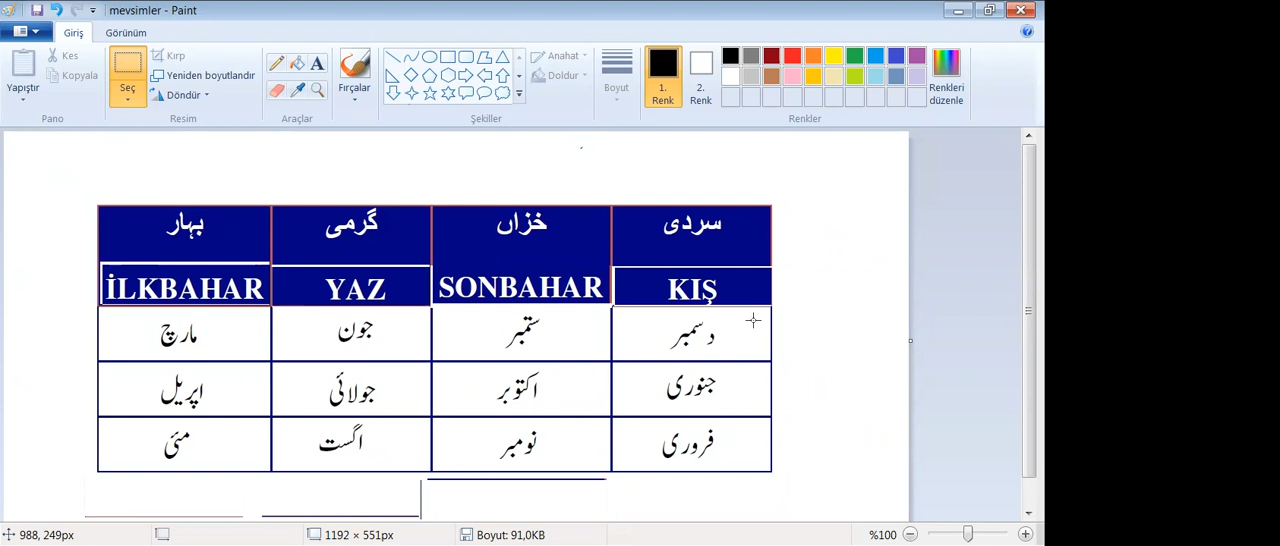 mevsimler - Paint
Giriş
Görünüm
Yapıştır
Kes
Kopyala
Pano
Seç
Kırp
Yeniden boyutlandır
Döndür
Resim
A
Araçlar
Fırçalar
Anahat
Doldur
Şekiller
Boyut
1. Renk
2. Renk
Renkleri düzenle
Renkler
بہار گرمی خزاں سردی
İLKBAHAR YAZ SONBAHAR KIŞ
مارچ جون ستمبر دسمبر
اپریل جولائی اکتوبر جنوری
مئی اگست نومبر فروری
988, 249px
1192 × 551px
Boyut: 91,0KB
%100